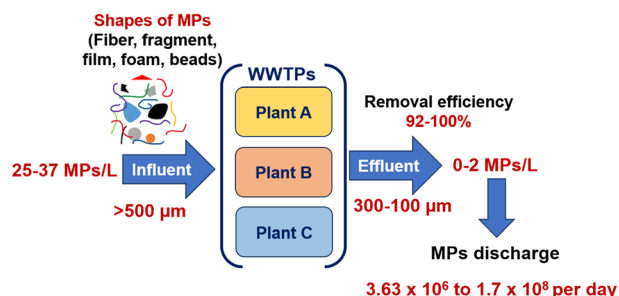 Shapes of MPs
(Fiber, fragment,
film, foam, beads)
25-37 MPs/L
Influent
>500 μm
WWTPs
Plant A
Plant B
Plant C
Removal efficiency
92-100%
Effluent
300-100 μm
0-2 MPs/L
MPs discharge
3.63 x 10⁶ to 1.7 x 10⁸ per day